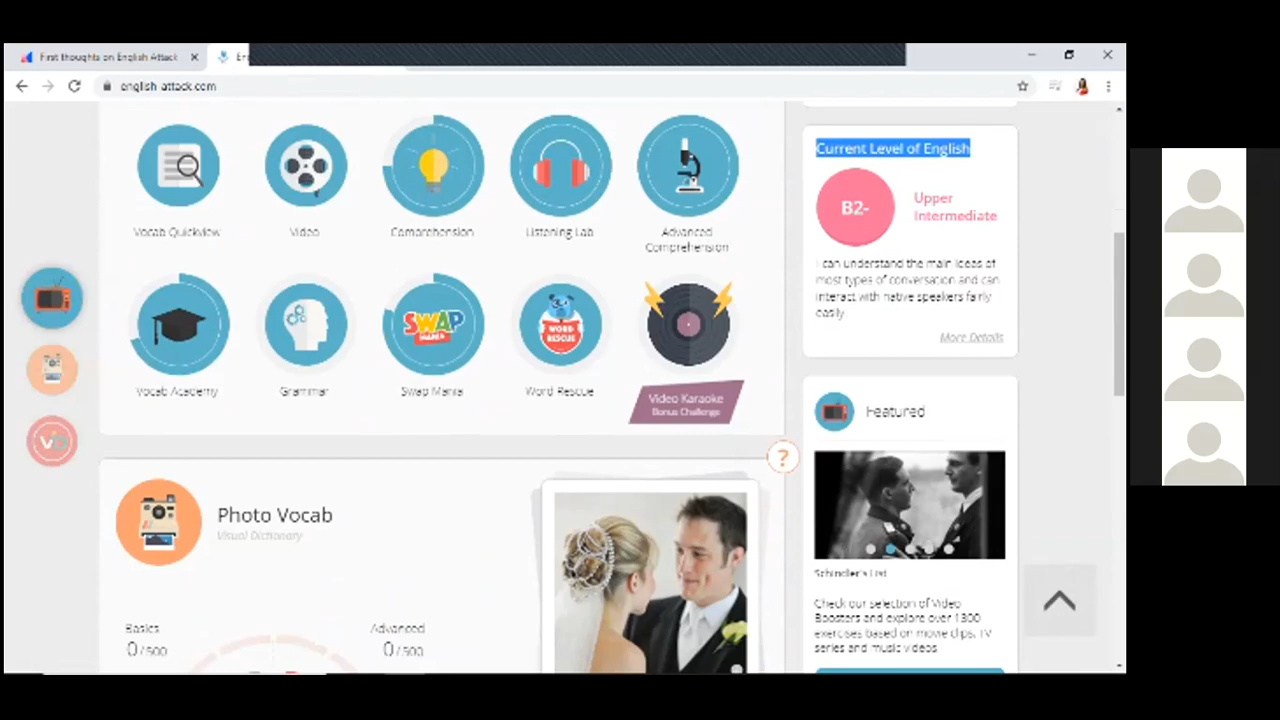 First thoughts on English Attack
english-attack.com
Vocab Quickview
Video
Comprehension
Listening Lab
Advanced
Comprehension
Vocab Academy
Grammar
SWAP
MANIA
Swap Mania
WORD
RESCUE
Word Rescue
Video Karaoke
Bonus Challenge
?
Photo Vocab
Visual Dictionary
Basics
0/500
Advanced
0/500
Current Level of English
B2-
Upper
Intermediate
I can understand the main ideas of
most types of conversation and can
interact with native speakers fairly
easily.
More Details
Featured
Schindler's List
Check our selection of Video
Boosters and explore over 1300
exercises based on movie clips, TV
series and music videos